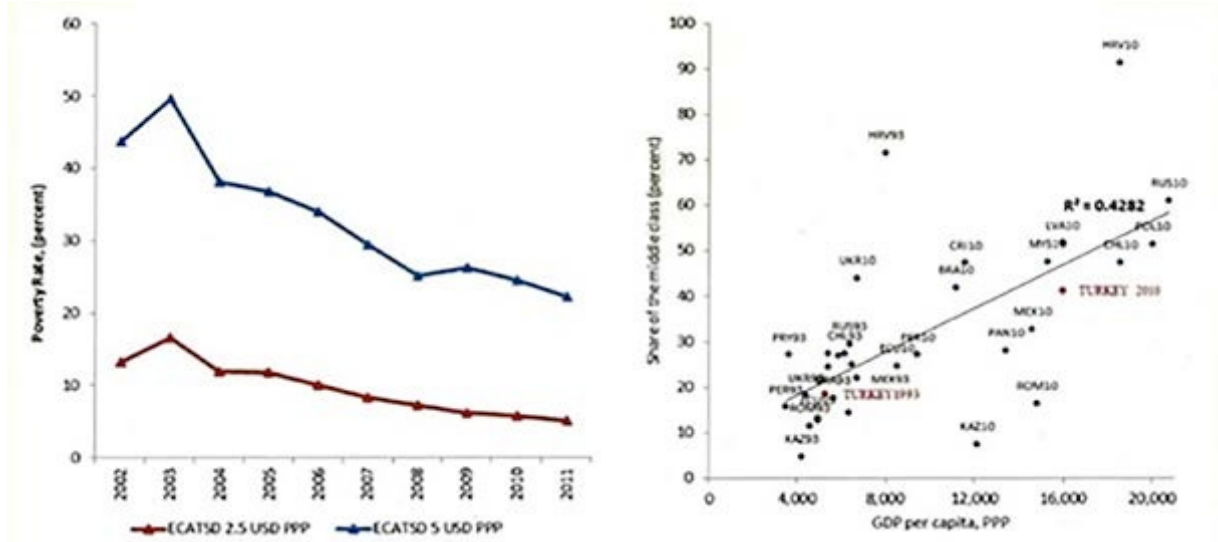 Poverty Rate, (percent)
60
50
40
30
20
10
0
2002
2003
2004
2005
2006
2007
2008
2009
2010
2011
ECATSD 2.5 USD PPP
ECATSD 5 USD PPP
Share of the middle class (percent)
100
90
80
70
60
50
40
30
20
10
0
HRV10
HRV93
RUS10
R² = 0.4282
LVA10
POL10
CRI10
CHL10
UKR10
BRA10
TURKEY 2010
MEX10
RUS93
PRY93
CHL93
PAN10
MEX93
TURKEY1993
ROM10
KAZ10
KAZ93
0
4,000
8,000
12,000
16,000
20,000
GDP per capita, PPP